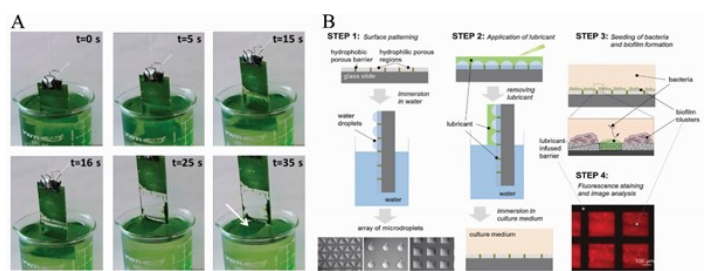 A
t=0 s
t=5 s
t=15 s
t=16 s
t=25 s
t=35 s
B
STEP 1: Surface patterning
hydrophobic
porous barrier
hydrophilic porous
regions
glass slide
immersion
in water
water
droplets
water
array of microdroplets
STEP 2: Application of lubricant
removing
lubricant
lubricant
water
immersion in
culture medium
culture medium
STEP 3: Seeding of bacteria
and biofilm formation
bacteria
biofilm
clusters
lubricant-
infused barrier
STEP 4:
Fluorescence staining
and image analysis
100 µm